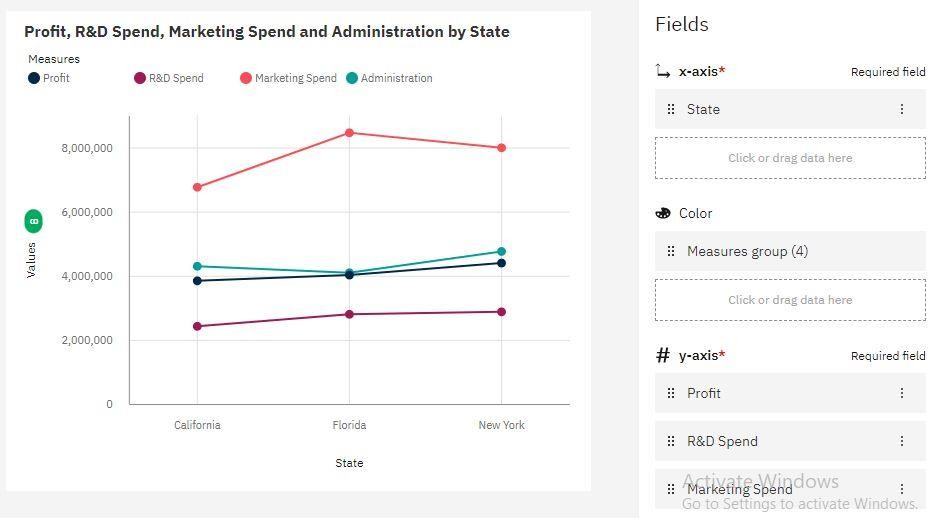 Profit, R&D Spend, Marketing Spend and Administration by State
Measures
Profit R&D Spend Marketing Spend Administration
8,000,000
6,000,000
4,000,000
2,000,000
0
Values
California Florida New York
State
Fields
x-axis* Required field
State
Click or drag data here
Color
Measures group (4)
Click or drag data here
# y-axis* Required field
Profit
R&D Spend
Marketing Spend
Activate Windows
Go to Settings to activate Windows.